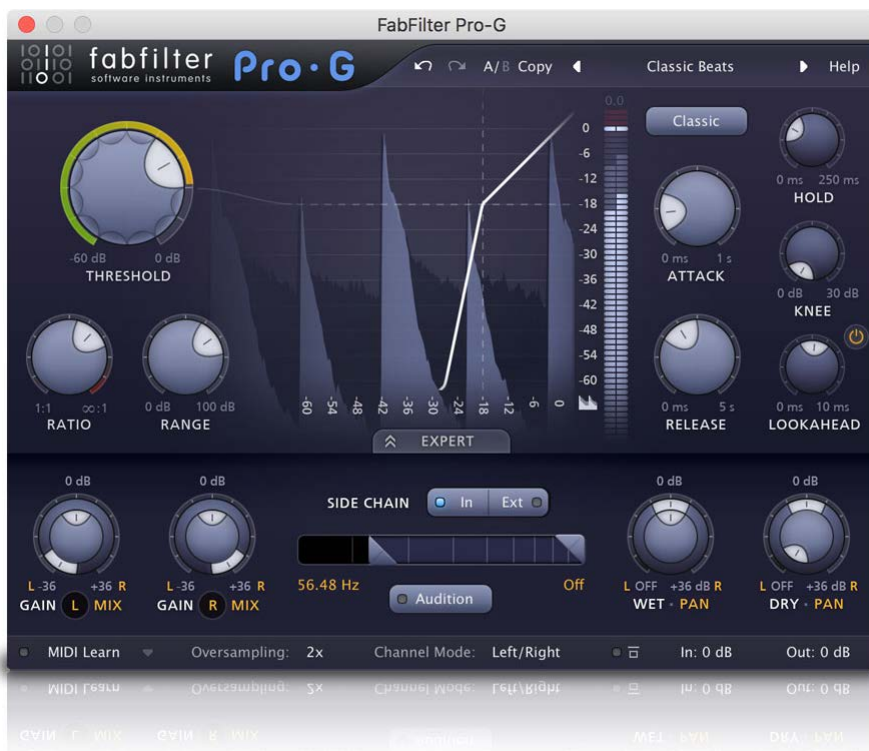 FabFilter Pro-G
fabfilter
software instruments
Pro·G
A/B Copy
Classic Beats
Help
-60 dB 0 dB
THRESHOLD
1:1 ∞:1
RATIO
0 dB 100 dB
RANGE
0.0
0
-6
-12
-18
-24
-30
-36
-42
-48
-54
-60
-60 -54 -48 -42 -36 -30 -24 -18 -12 -6 0
EXPERT
Classic
0 ms 1 s
ATTACK
0 ms 5 s
RELEASE
0 ms 250 ms
HOLD
0 dB 30 dB
KNEE
0 ms 10 ms
LOOKAHEAD
0 dB
L -36 +36 R
GAIN L MIX
0 dB
L -36 +36 R
GAIN R MIX
SIDE CHAIN In Ext
56.48 Hz Off
Audition
0 dB
L OFF +36 dB R
WET · PAN
0 dB
L OFF +36 dB R
DRY · PAN
MIDI Learn Oversampling: 2x Channel Mode: Left/Right In: 0 dB Out: 0 dB